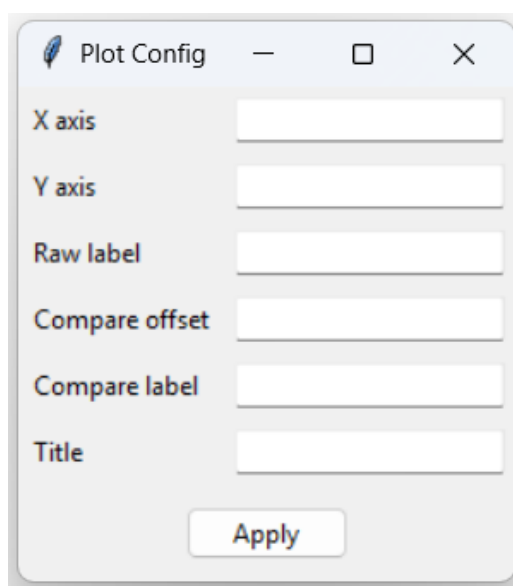 Plot Config
X axis
Y axis
Raw label
Compare offset
Compare label
Title
Apply